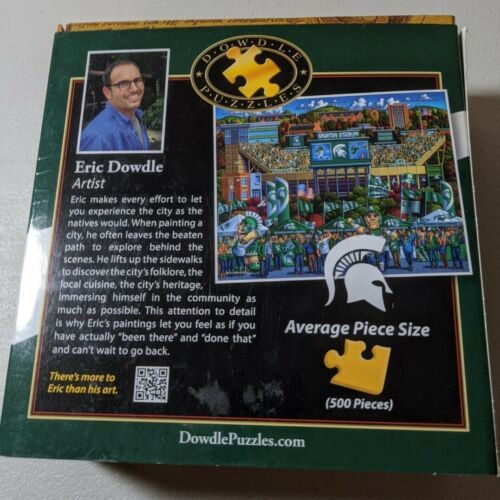 DOWDLE
PUZZLES
SPARTAN STADIUM
Eric Dowdle
Artist
Eric makes every effort to let
you experience the city as the
natives would. When painting a
city, he often leaves the beaten
path to explore behind the
scenes. He lifts up the sidewalks
to discover the city's folklore, the
local cuisine, the city's heritage,
immersing himself in the community as
much as possible. This attention to detail
is why Eric's paintings let you feel as if you
have actually "been there" and "done that"
and can't wait to go back.
There's more to
Eric than his art.
Average Piece Size
(500 Pieces)
DowdlePuzzles.com